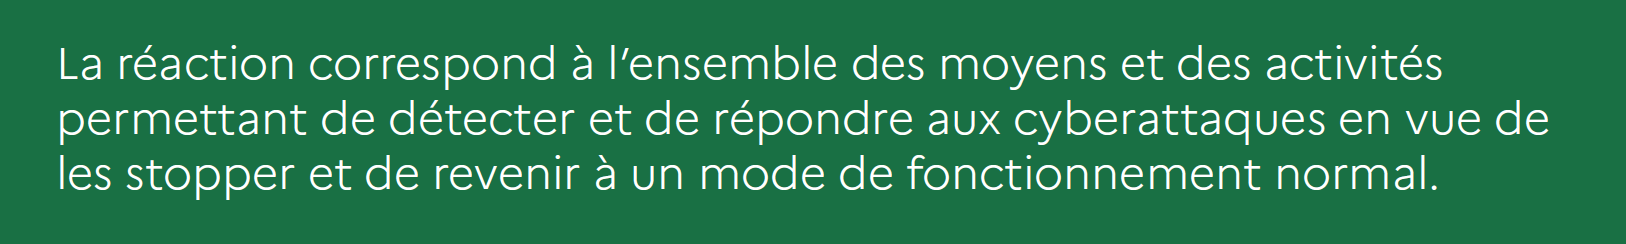 La réaction correspond à l’ensemble des moyens et des activités
permettant de détecter et de répondre aux cyberattaques en vue de
les stopper et de revenir à un mode de fonctionnement normal.